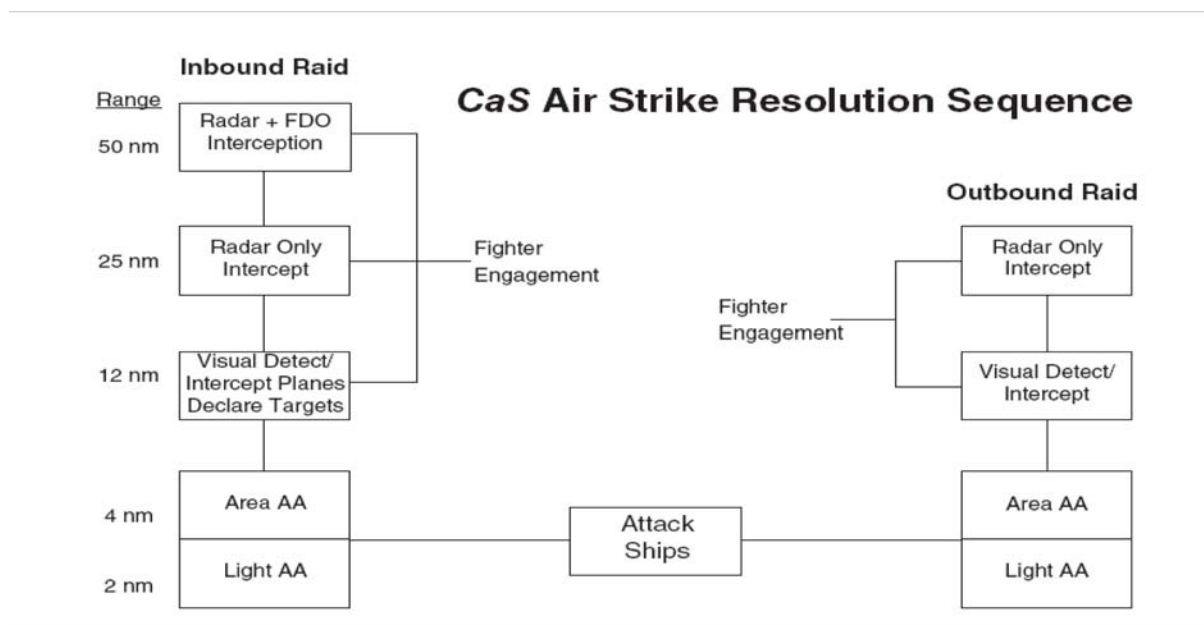 Inbound Raid
CaS Air Strike Resolution Sequence
Range
50 nm
Radar + FDO
Interception
25 nm
Radar Only
Intercept
Fighter
Engagement
12 nm
Visual Detect/
Intercept Planes
Declare Targets
4 nm
Area AA
2 nm
Light AA
Attack
Ships
Outbound Raid
Radar Only
Intercept
Fighter
Engagement
Visual Detect/
Intercept
Area AA
Light AA